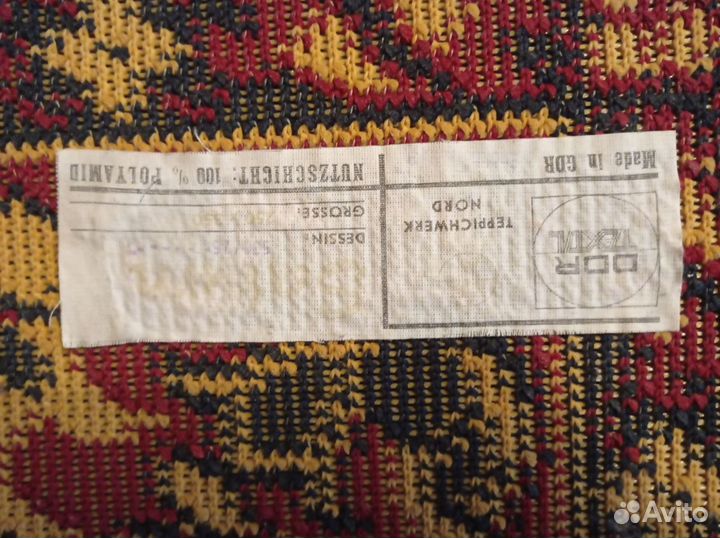 DDR
TEXTIL
TEPPICHWERK
NORD
Made in GDR
DESSIN:
GRÖSSE:
NUTZSCHICHT: 100 % POLYAMID
Avito